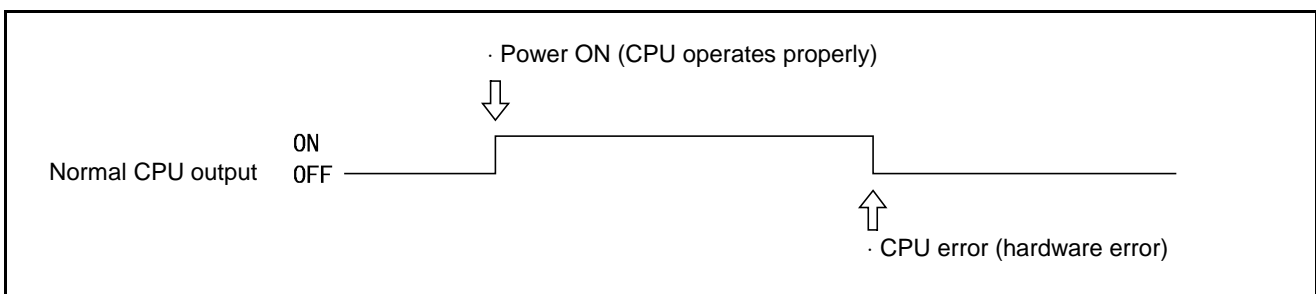 · Power ON (CPU operates properly)
ON
Normal CPU output OFF
· CPU error (hardware error)